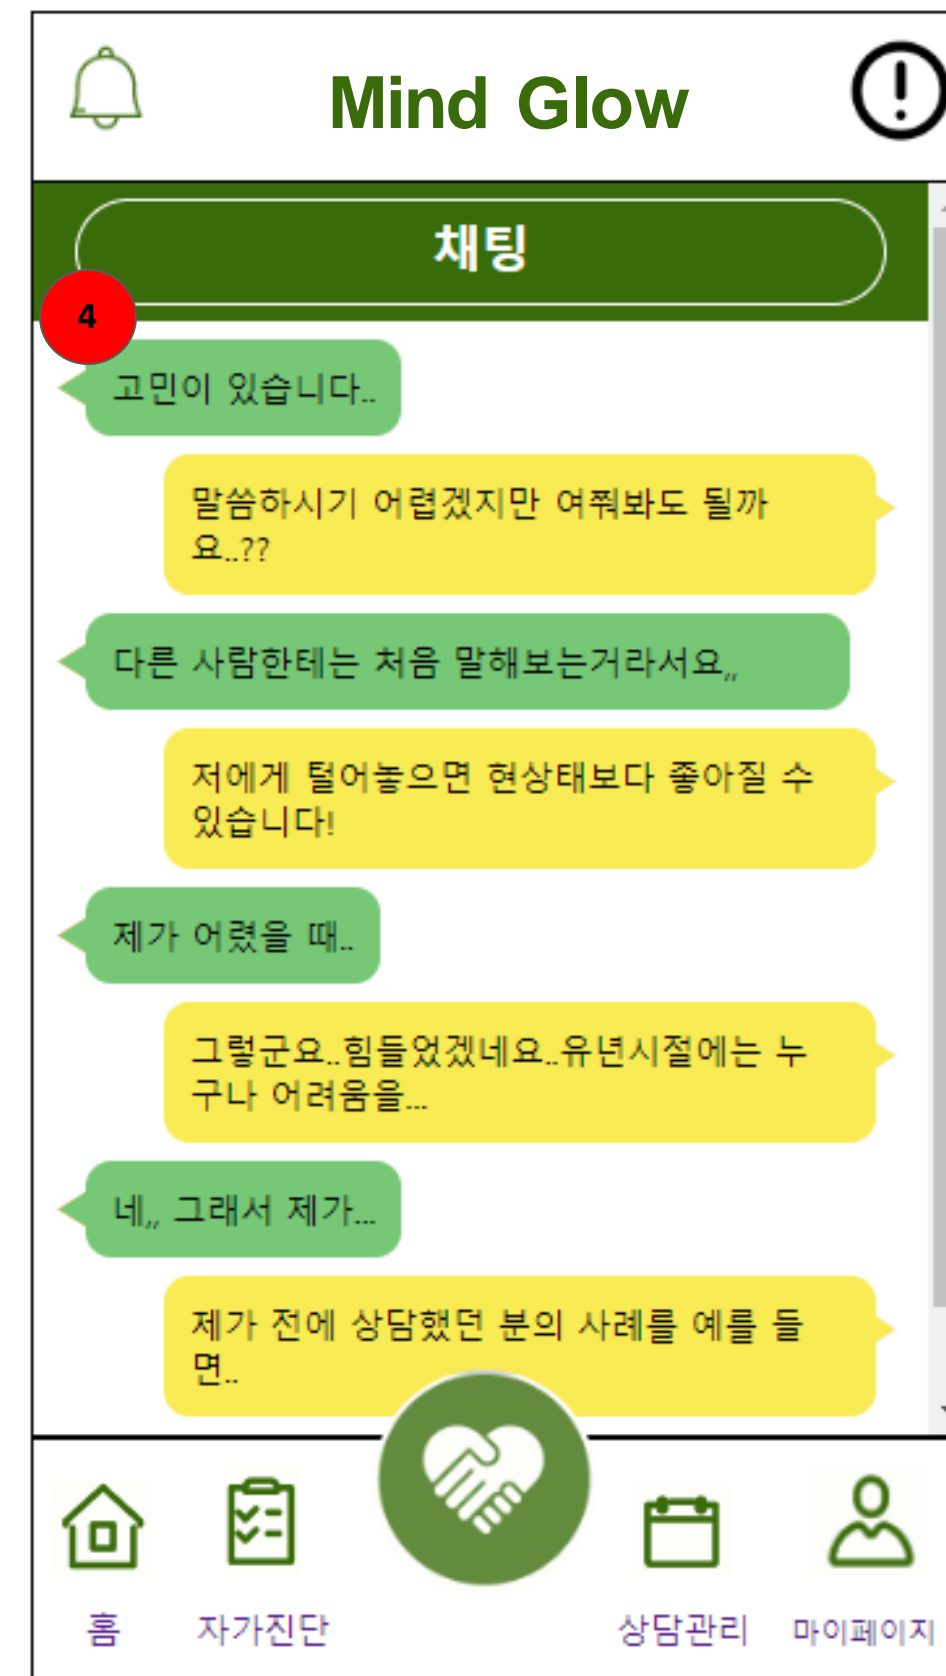 Mind Glow
채팅
4
고민이 있습니다..
말씀하시기 어렵겠지만 여쭤봐도 될까
요..??
다른 사람한테는 처음 말해보는거라서요,,
저에게 털어놓으면 현상태보다 좋아질 수
있습니다!
제가 어렸을 때..
그렇군요..힘들었겠네요..유년시절에는 누
구나 어려움을...
네,, 그래서 제가...
제가 전에 상담했던 분의 사례를 예를 들
면..
홈
자가진단
상담관리
마이페이지